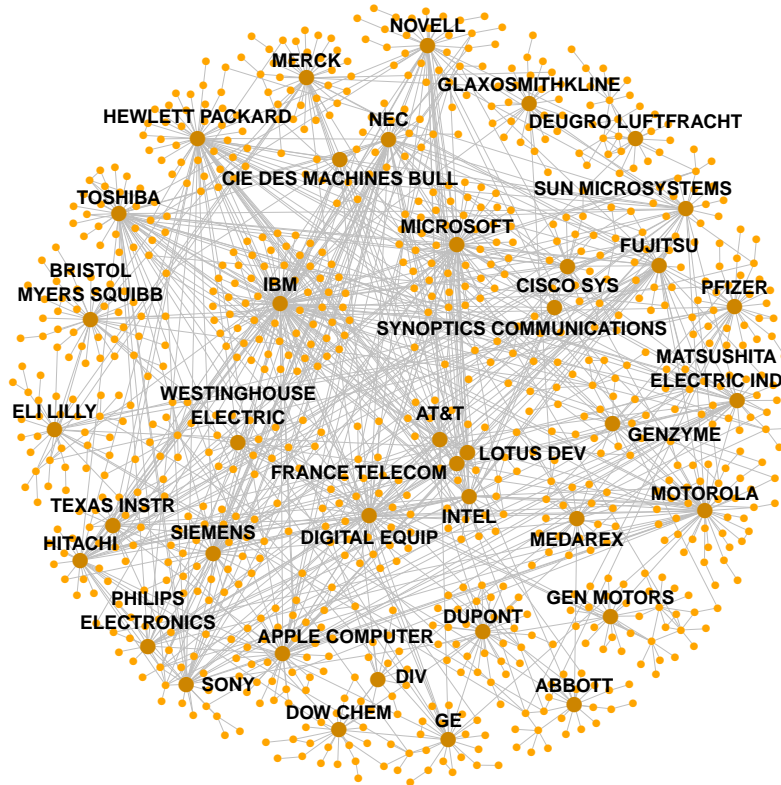 NOVELL
MERCK
GLAXOSMITHKLINE
HEWLETT PACKARD
NEC
DEUGRO LUFTFRACHT
CIE DES MACHINES BULL
TOSHIBA
SUN MICROSYSTEMS
MICROSOFT
FUJITSU
BRISTOL
MYERS SQUIBB
IBM
CISCO SYS
PFIZER
SYNOPTICS COMMUNICATIONS
MATSUSHITA
ELECTRIC IND
WESTINGHOUSE
ELECTRIC
ELI LILLY
AT&T
GENZYME
LOTUS DEV
FRANCE TELECOM
MOTOROLA
TEXAS INSTR
INTEL
SIEMENS
DIGITAL EQUIP
MEDAREX
HITACHI
PHILIPS
ELECTRONICS
GEN MOTORS
DUPONT
APPLE COMPUTER
DIV
SONY
ABBOTT
DOW CHEM
GE